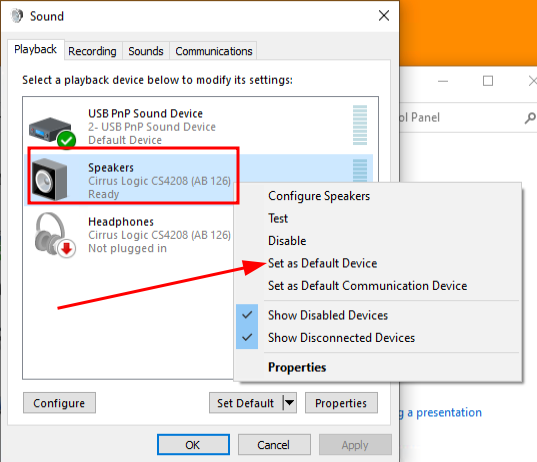 Sound
Playback
Recording
Sounds
Communications
Select a playback device below to modify its settings:
USB PnP Sound Device
2- USB PnP Sound Device
Default Device
Speakers
Cirrus Logic CS4208 (AB 126)
Ready
Headphones
Cirrus Logic CS4208 (AB 126)
Not plugged in
Configure Speakers
Test
Disable
Set as Default Device
Set as Default Communication Device
Show Disabled Devices
Show Disconnected Devices
Properties
Configure
Set Default
Properties
OK
Cancel
Apply
ol Panel
g a presentation